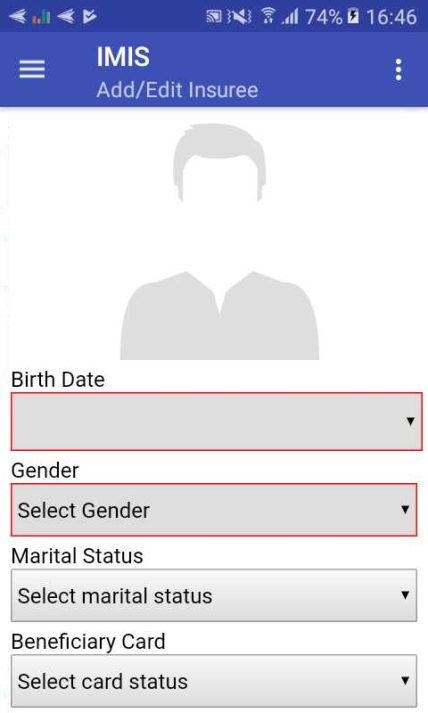 74% 16:46
IMIS
Add/Edit Insuree
Birth Date
Gender
Select Gender
Marital Status
Select marital status
Beneficiary Card
Select card status